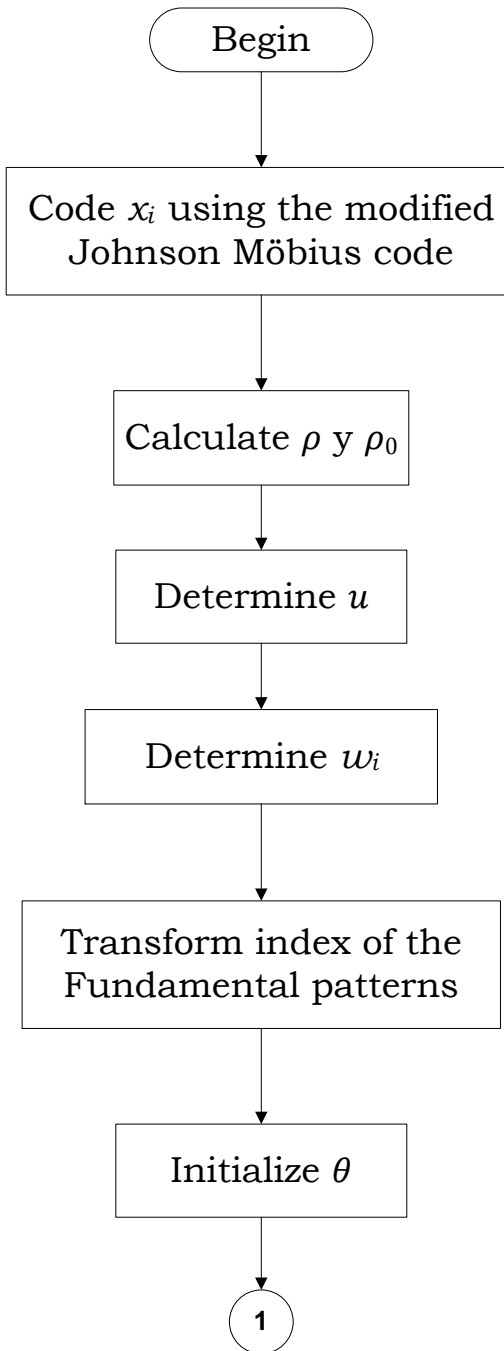 Begin
Code xᵢ using the modified
Johnson Möbius code
Calculate ρ y ρ₀
Determine u
Determine wᵢ
Transform index of the
Fundamental patterns
Initialize θ
1